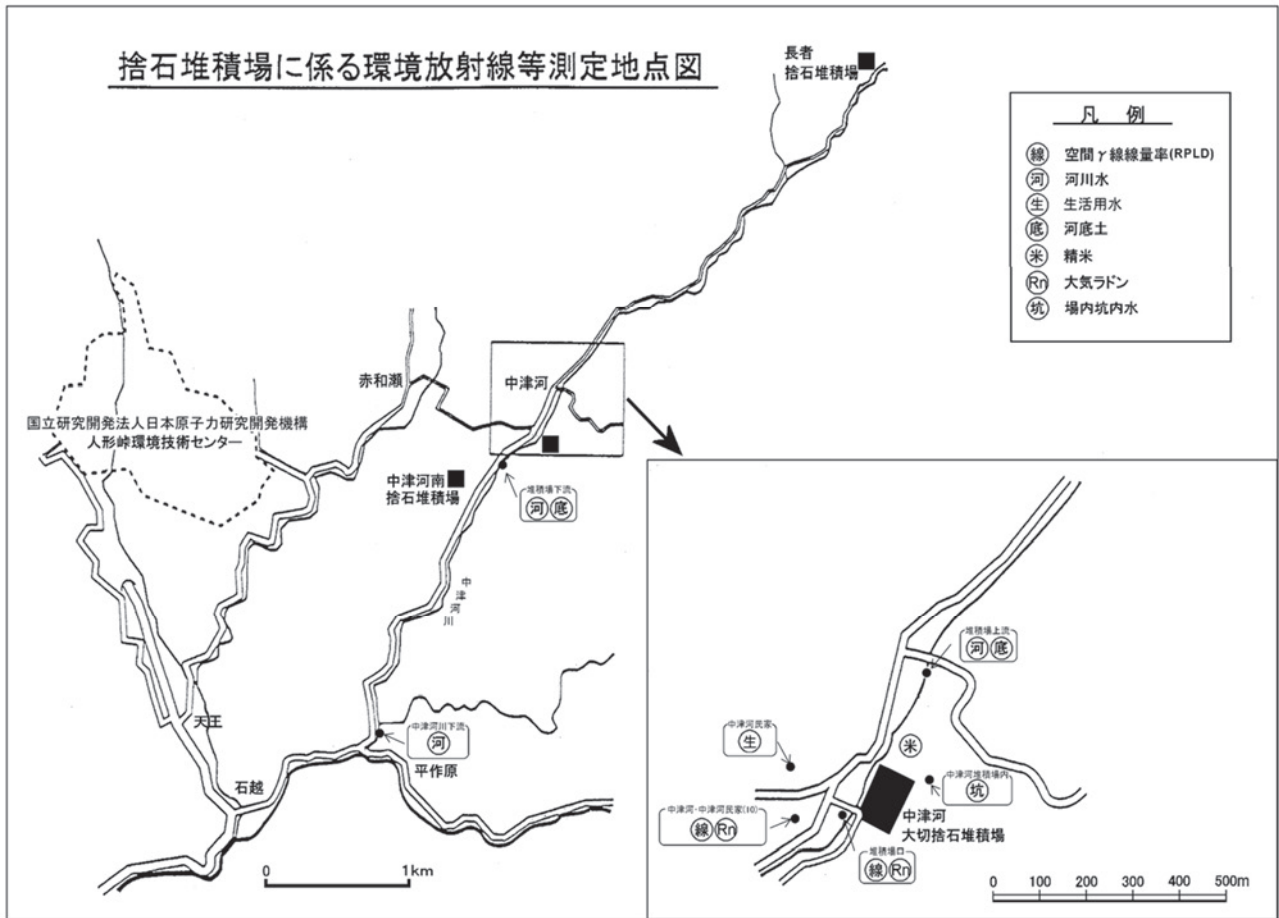 捨石堆積場に係る環境放射線等測定地点図
長者
捨石堆積場
凡 例
線 空間γ線線量率(RPLD)
河 河川水
生 生活用水
底 河底土
米 精米
Rn 大気ラドン
坑 場内坑内水
赤和瀬
中津河
国立研究開発法人日本原子力研究開発機構
人形峠環境技術センター
中津河南
捨石堆積場
堆積場下流
河 底
中津河川
天王
中津河川下流
河
平作原
石越
0 1km
堆積場上流
河 底
中津河民家
生
米
中津河堆積場内
坑
中津河・中津河民家(10)
線 Rn
中津河
大切捨石堆積場
堆積場口
線 Rn
0 100 200 300 400 500m